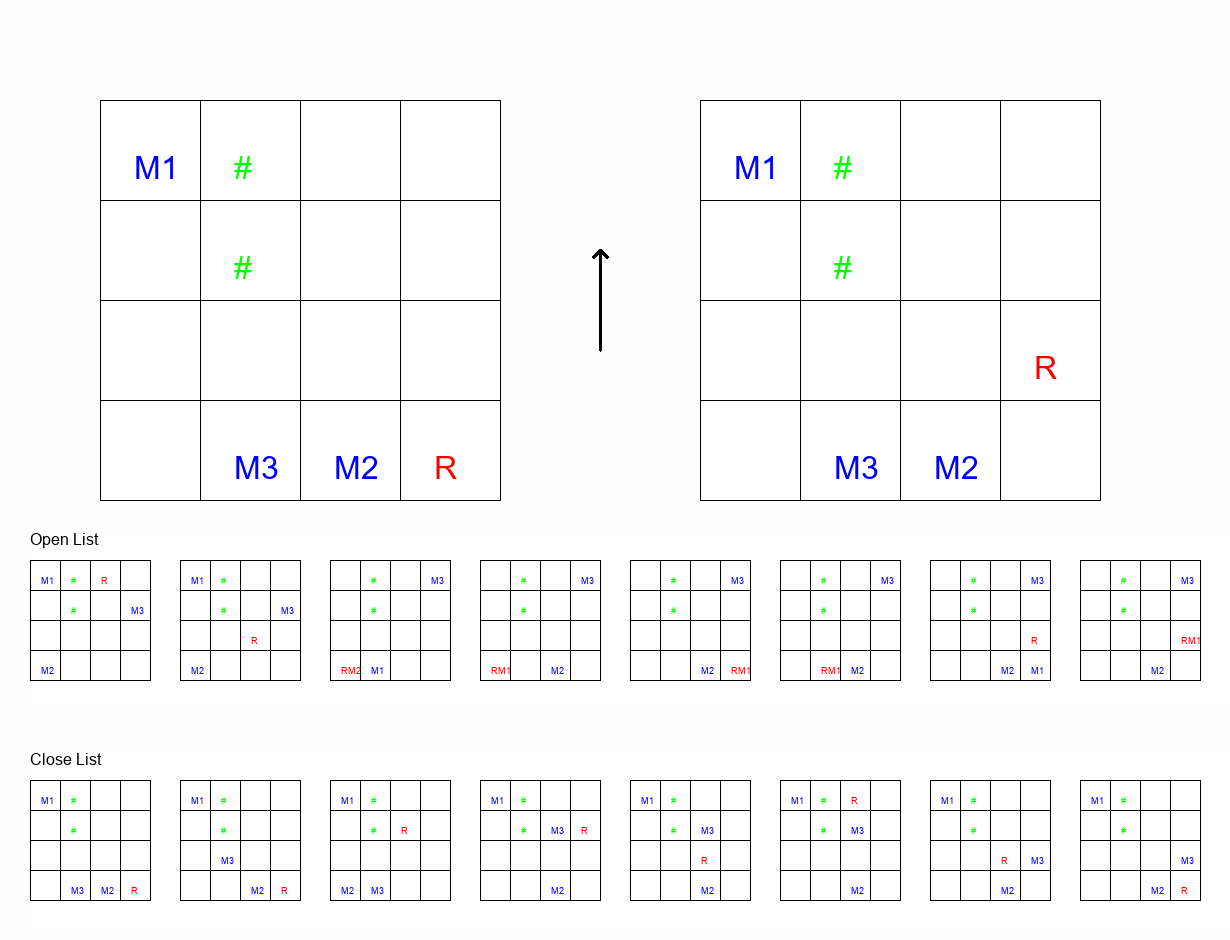 M1 # M1 #
# #
R
M3 M2 R M3 M2
Open List
M1 # R M1 # # M3 # M3 # M3 # M3 # M3 # M3
# M3 # M3 # # # # # #
R R RM1
M2 M2 RM2 M1 RM1 M2 M2 RM1 RM1 M2 M2 M1 M2
Close List
M1 # M1 # M1 # M1 # M1 # M1 # R M1 # M1 #
# # # R # M3 R # M3 # M3 # #
M3 R R M3 M3
M3 M2 R M2 R M2 M3 M2 M2 M2 M2 M2 R